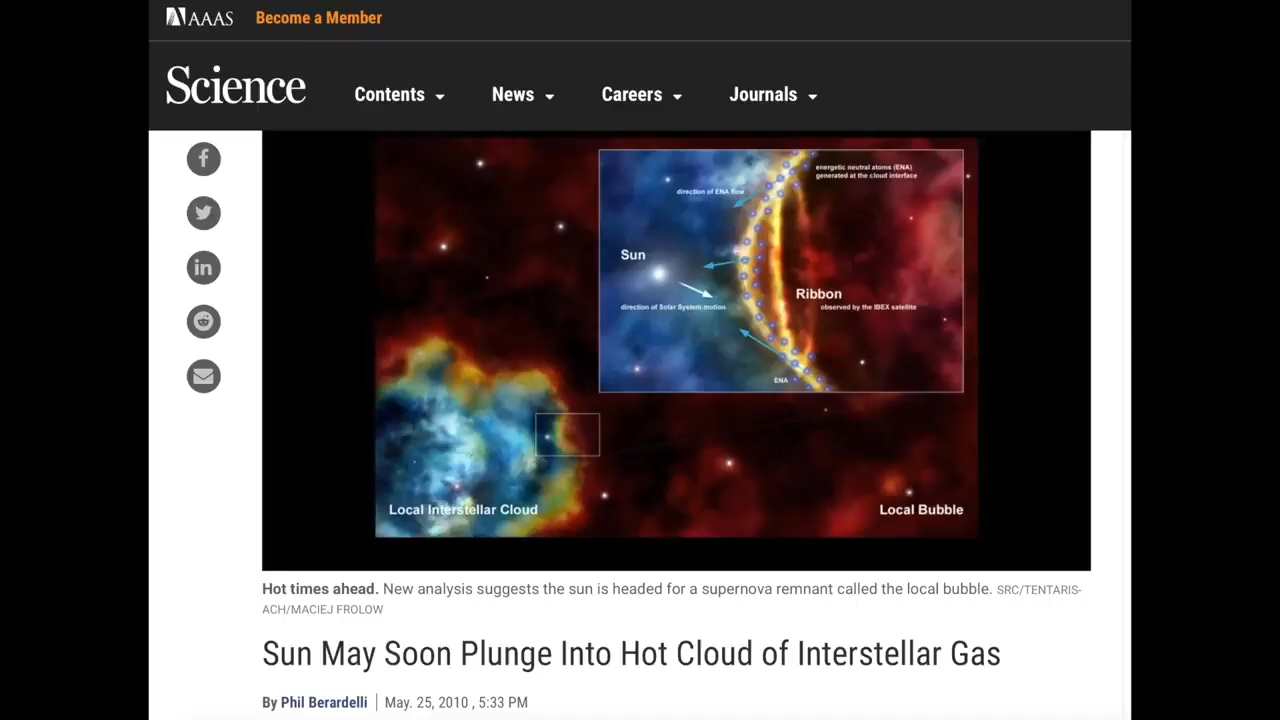 AAAS Become a Member
Science Contents News Careers Journals
energetic neutral atoms (ENA)
generated at the cloud interface
direction of ENA flow
Sun
Ribbon
direction of Solar System motion
observed by the IBEX satellite
ENA
Local Interstellar Cloud
Local Bubble
Hot times ahead. New analysis suggests the sun is headed for a supernova remnant called the local bubble. SRC/TENTARIS-
ACH/MACIEJ FROLOW
Sun May Soon Plunge Into Hot Cloud of Interstellar Gas
By Phil Berardelli | May. 25, 2010 , 5:33 PM